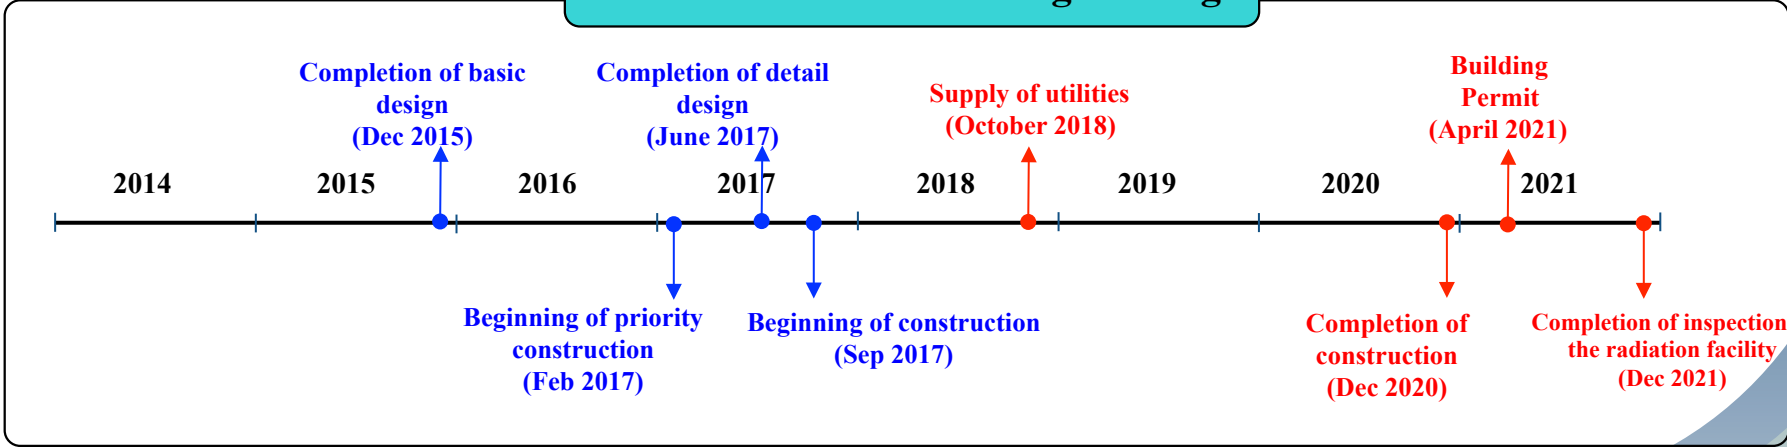 Completion of basic
design
(Dec 2015)
Completion of detail
design
(June 2017)
Supply of utilities
(October 2018)
Building
Permit
(April 2021)
2014
2015
2016
2017
2018
2019
2020
2021
Beginning of priority
construction
(Feb 2017)
Beginning of construction
(Sep 2017)
Completion of
construction
(Dec 2020)
Completion of inspection
the radiation facility
(Dec 2021)